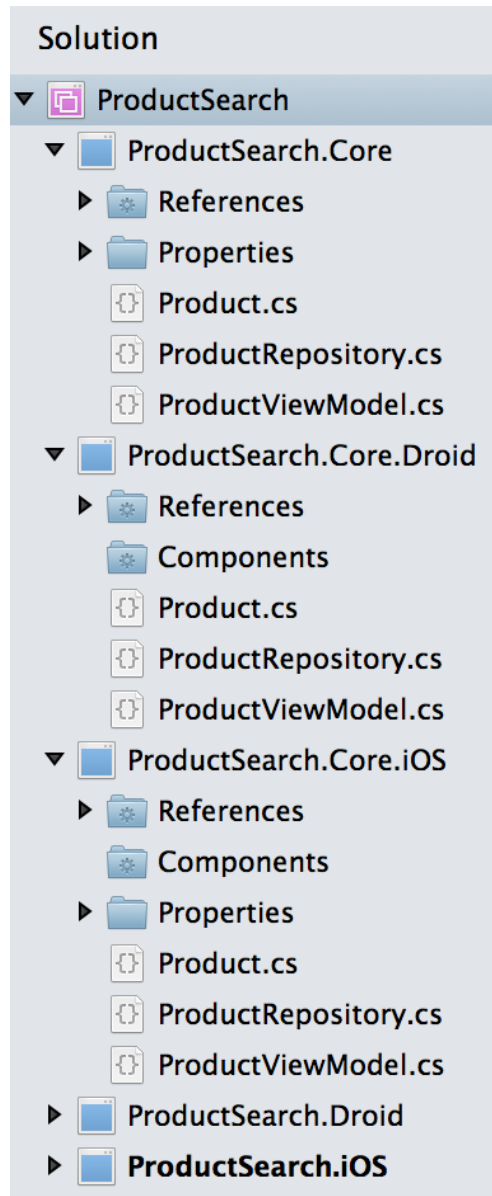 Solution
ProductSearch
ProductSearch.Core
References
Properties
Product.cs
ProductRepository.cs
ProductViewModel.cs
ProductSearch.Core.Droid
References
Components
Product.cs
ProductRepository.cs
ProductViewModel.cs
ProductSearch.Core.iOS
References
Components
Properties
Product.cs
ProductRepository.cs
ProductViewModel.cs
ProductSearch.Droid
ProductSearch.iOS